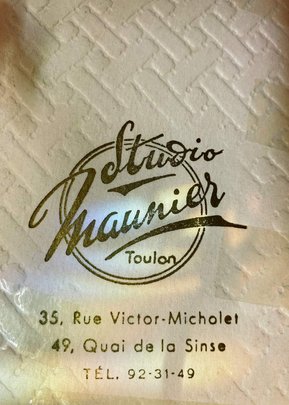 Studio
Maunier
Toulon
35, Rue Victor-Micholet
49, Quai de la Sinse
TÉL. 92-31-49